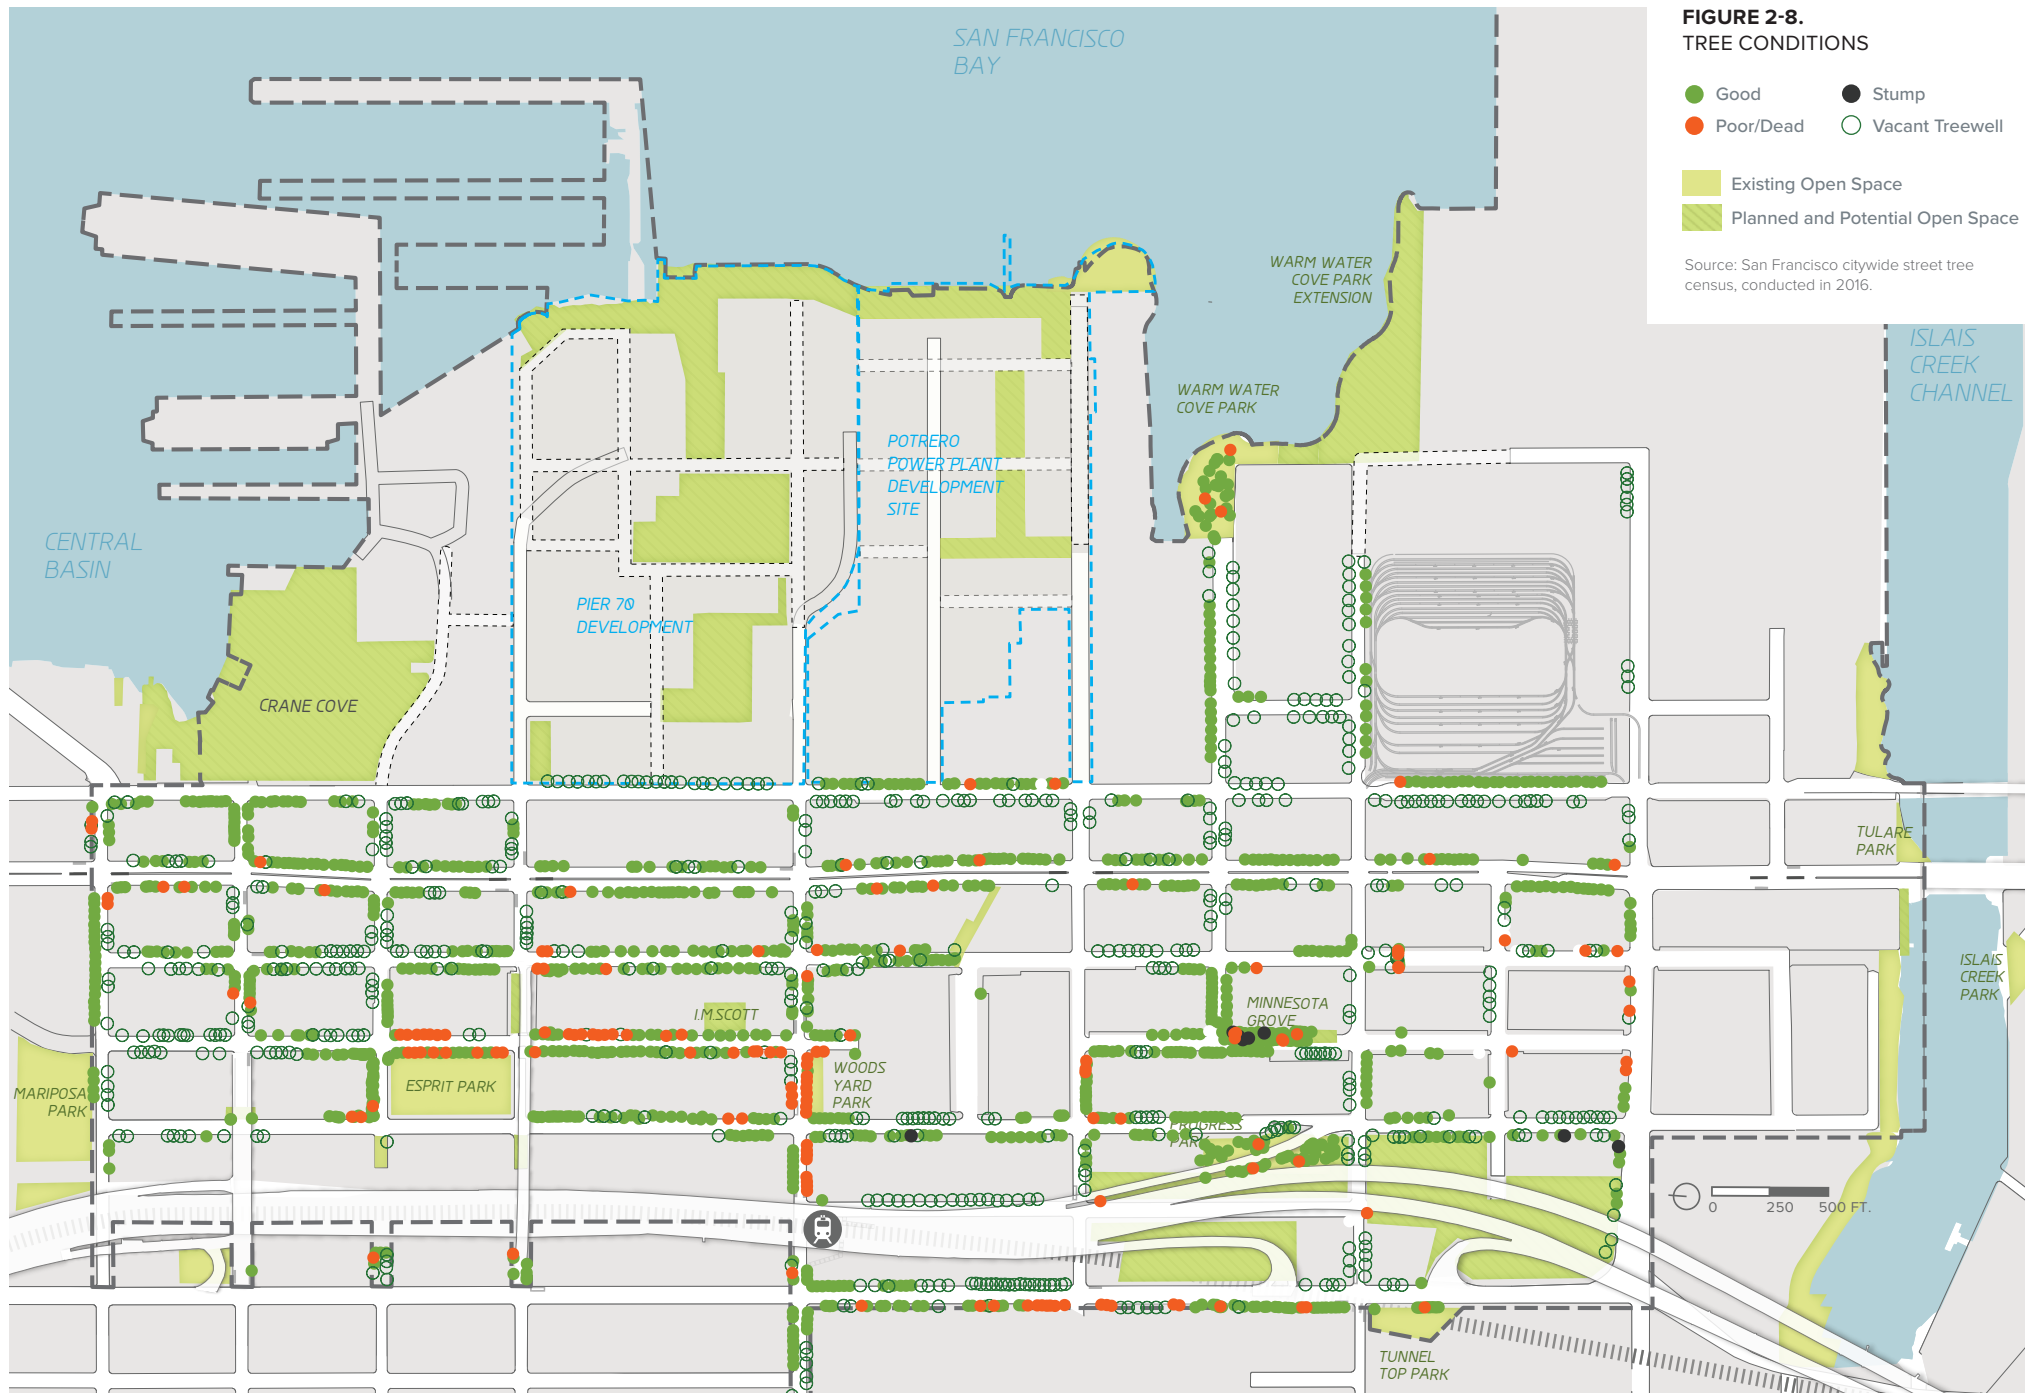 FIGURE 2-8.
TREE CONDITIONS
Good
Stump
Poor/Dead
Vacant Treewell
Existing Open Space
Planned and Potential Open Space
Source: San Francisco citywide street tree
census, conducted in 2016.
SAN FRANCISCO
BAY
WARM WATER
COVE PARK
EXTENSION
ISLAIS
CREEK
CHANNEL
WARM WATER
COVE PARK
POTRERO
POWER PLANT
DEVELOPMENT
SITE
CENTRAL
BASIN
PIER 70
DEVELOPMENT
CRANE COVE
TULARE
PARK
ISLAIS
CREEK
PARK
MINNESOTA
GROVE
I.M.SCOTT
ESPRIT PARK
WOODS
YARD
PARK
MARIPOSA
PARK
PROGRESS
PARK
0 250 500 FT.
TUNNEL
TOP PARK